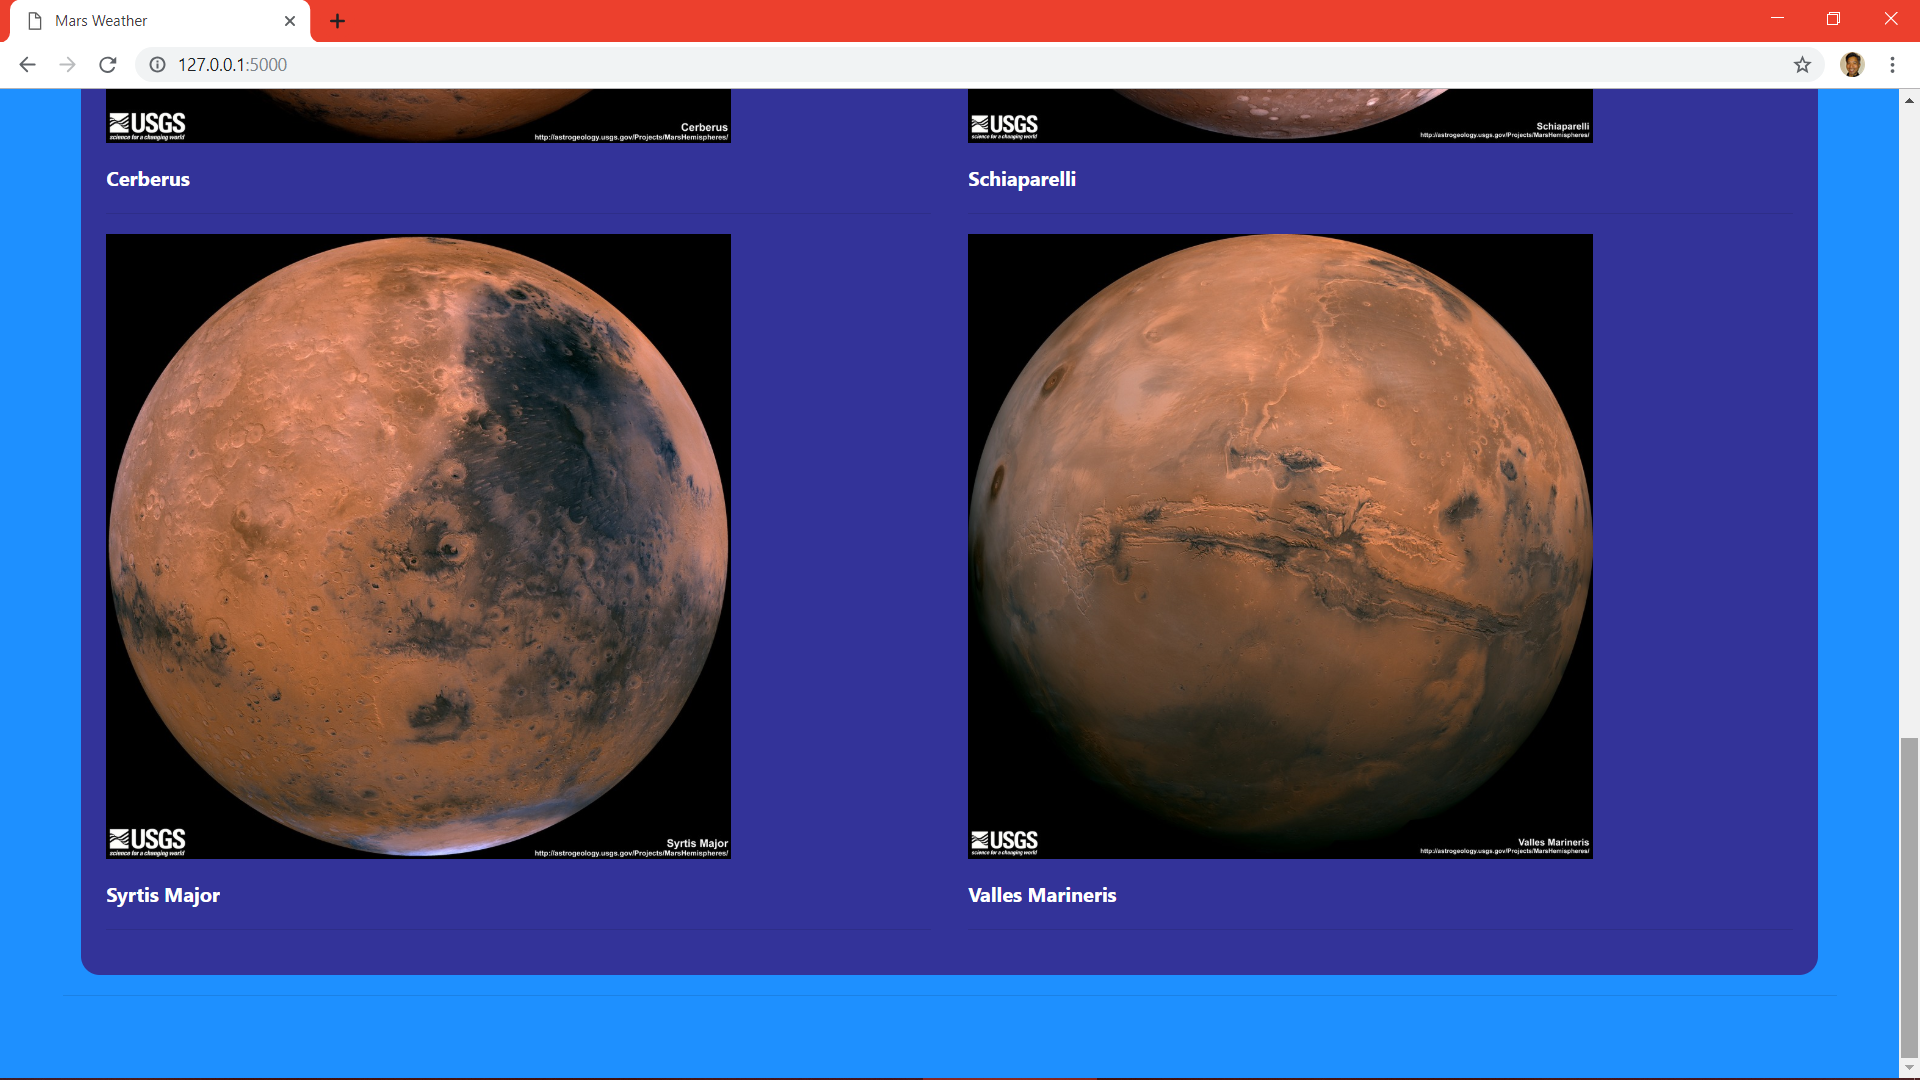 Mars Weather
127.0.0.1:5000
USGS
science for a changing world
Cerberus
http://astrogeology.usgs.gov/Projects/MarsHemispheres/
USGS
science for a changing world
Schiaparelli
http://astrogeology.usgs.gov/Projects/MarsHemispheres/
Cerberus
Schiaparelli
USGS
science for a changing world
Syrtis Major
http://astrogeology.usgs.gov/Projects/MarsHemispheres/
USGS
science for a changing world
Valles Marineris
http://astrogeology.usgs.gov/Projects/MarsHemispheres/
Syrtis Major
Valles Marineris